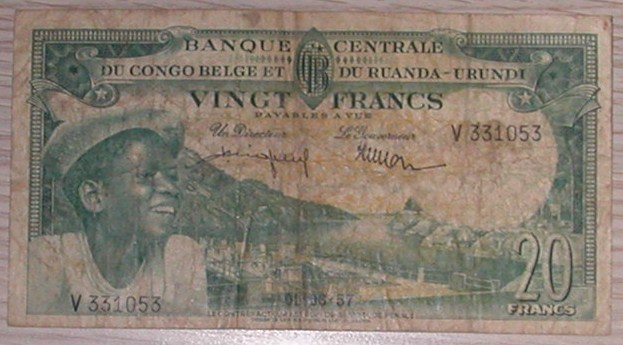 BANQUE CENTRALE
DU CONGO BELGE ET DU RUANDA-URUNDI
VINGT FRANCS
PAYABLES A VUE
Un Directeur Le Gouverneur V 331053
V 331053
20
FRANCS